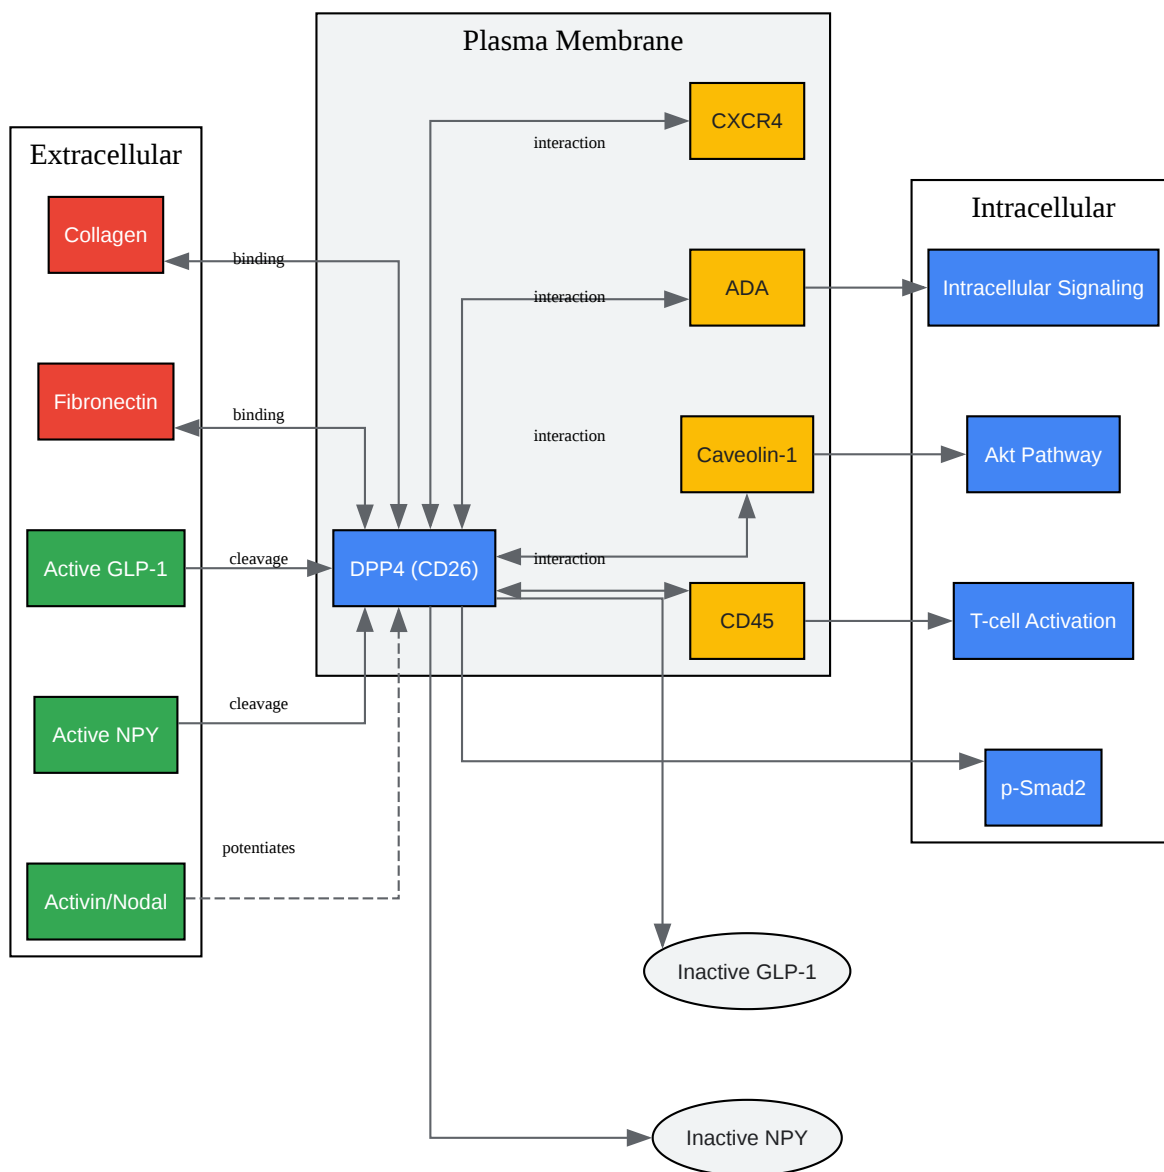 Plasma Membrane
CXCR4
interaction
Extracellular
Collagen
binding
Intracellular
ADA
interaction
Intracellular Signaling
Fibronectin
binding
interaction
Caveolin-1
Akt Pathway
Active GLP-1
cleavage
DPP4 (CD26)
interaction
CD45
T-cell Activation
Active NPY
cleavage
p-Smad2
potentiates
Activin/Nodal
Inactive GLP-1
Inactive NPY